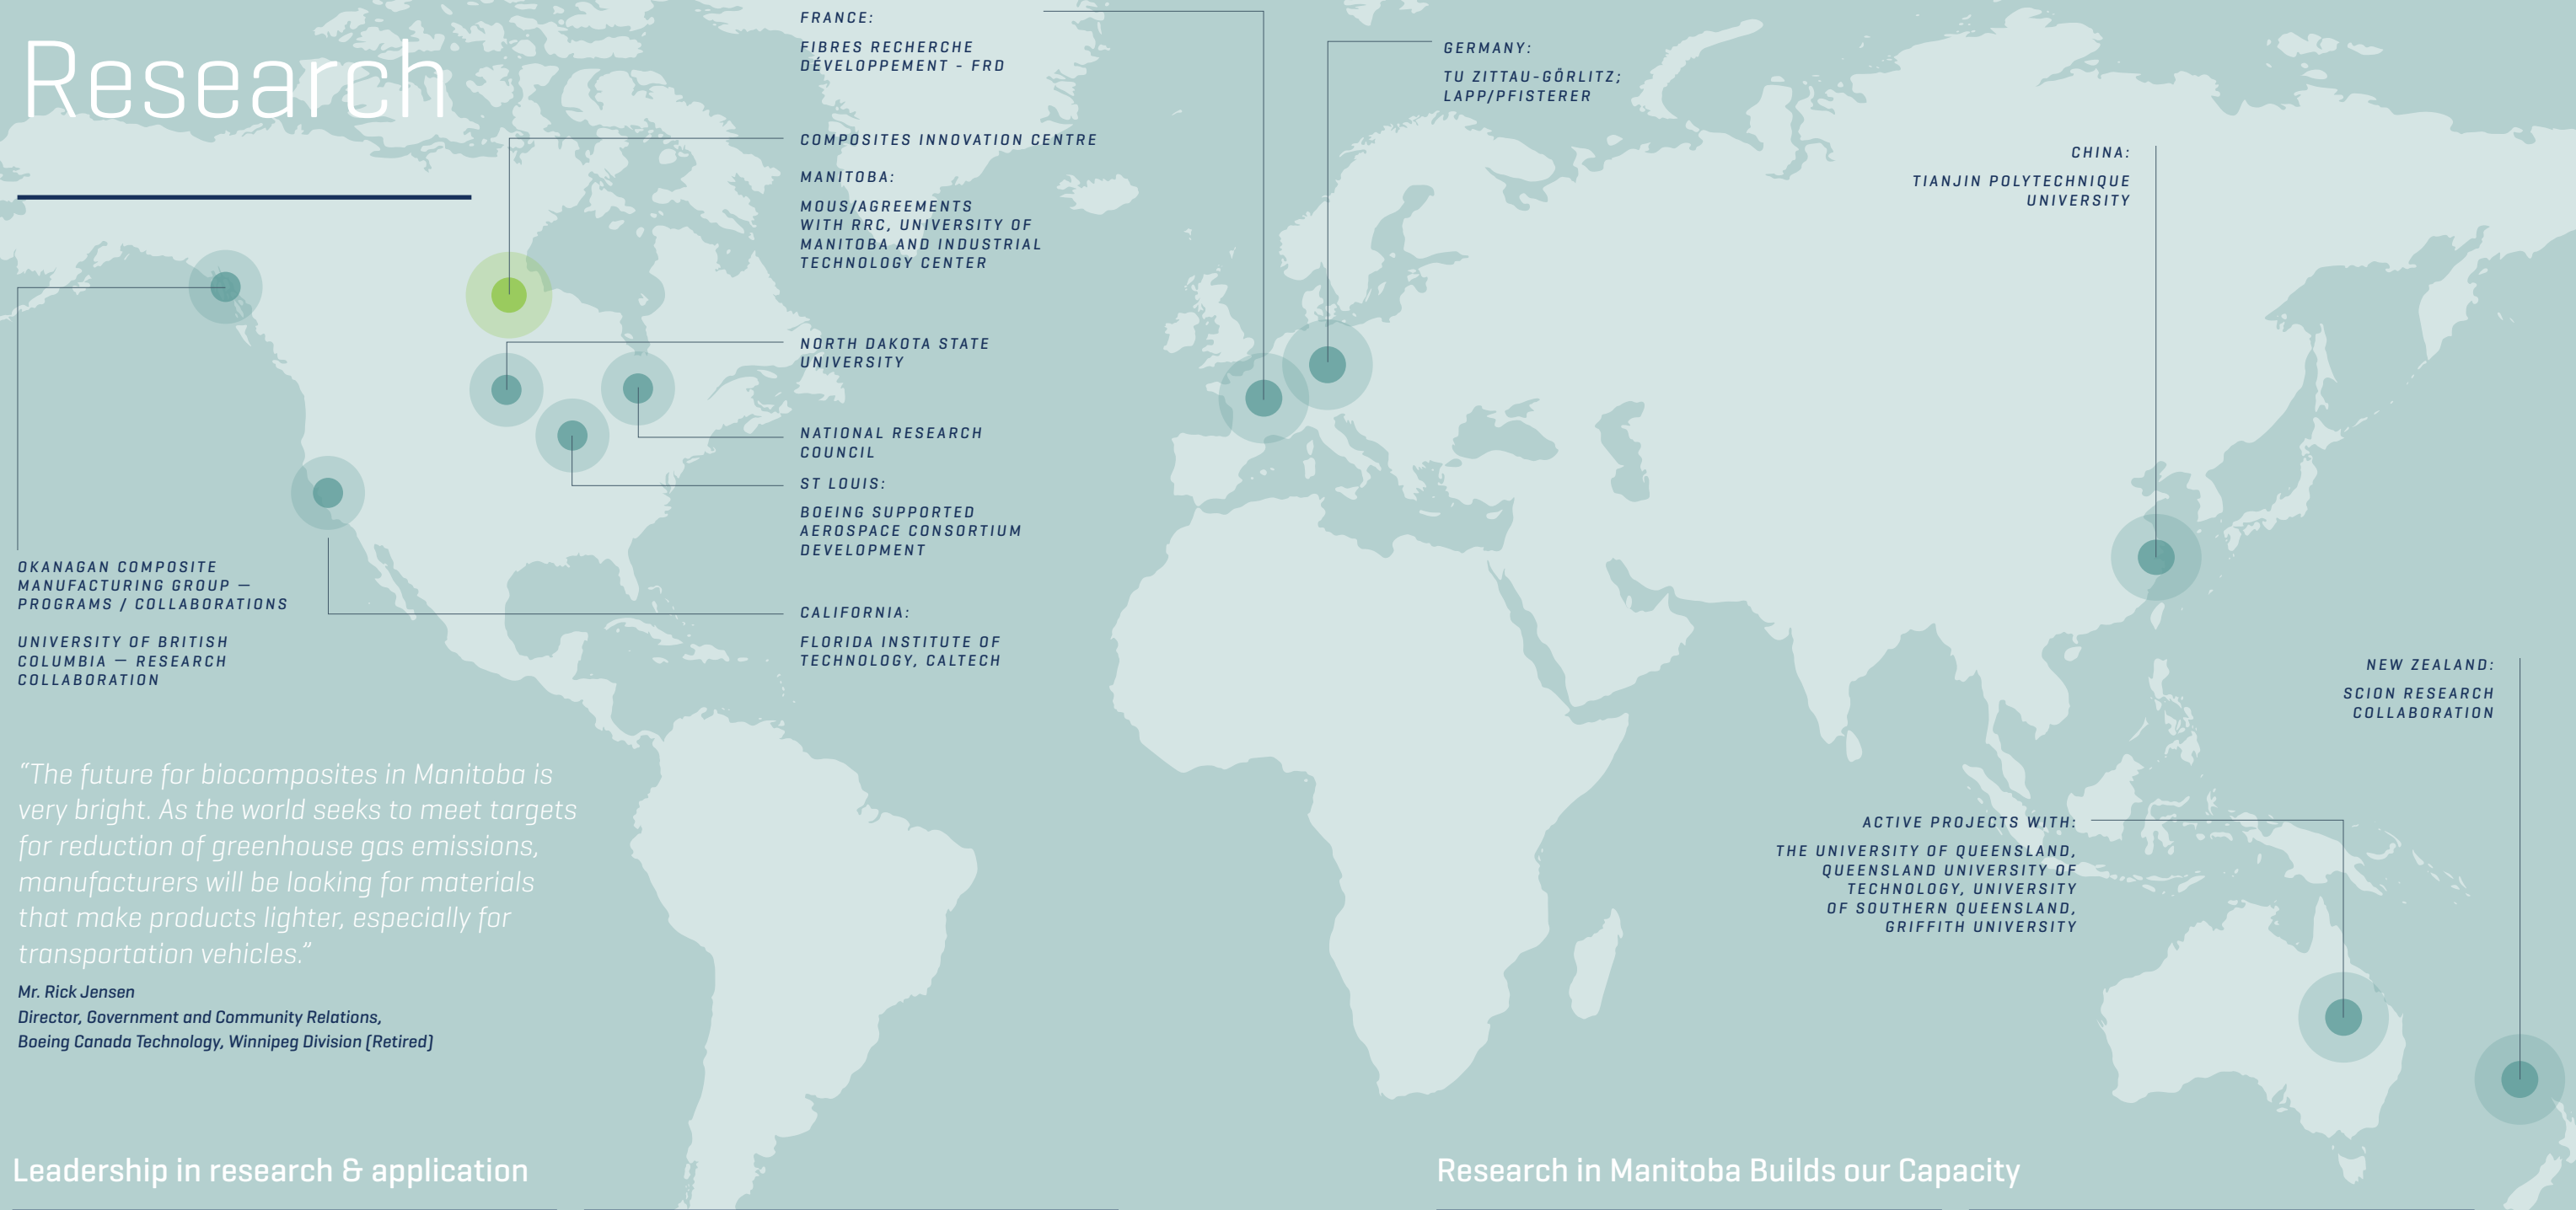 Research
FRANCE:
FIBRES RECHERCHE
DÉVELOPPEMENT - FRD
GERMANY:
TU ZITTAU-GÖRLITZ;
LAPP/PFISTERER
COMPOSITES INNOVATION CENTRE
MANITOBA:
MOUS/AGREEMENTS
WITH RRC, UNIVERSITY OF
MANITOBA AND INDUSTRIAL
TECHNOLOGY CENTER
CHINA:
TIANJIN POLYTECHNIQUE
UNIVERSITY
NORTH DAKOTA STATE
UNIVERSITY
NATIONAL RESEARCH
COUNCIL
ST LOUIS:
BOEING SUPPORTED
AEROSPACE CONSORTIUM
DEVELOPMENT
OKANAGAN COMPOSITE
MANUFACTURING GROUP —
PROGRAMS / COLLABORATIONS
UNIVERSITY OF BRITISH
COLUMBIA — RESEARCH
COLLABORATION
CALIFORNIA:
FLORIDA INSTITUTE OF
TECHNOLOGY, CALTECH
NEW ZEALAND:
SCION RESEARCH
COLLABORATION
ACTIVE PROJECTS WITH:
THE UNIVERSITY OF QUEENSLAND,
QUEENSLAND UNIVERSITY OF
TECHNOLOGY, UNIVERSITY
OF SOUTHERN QUEENSLAND,
GRIFFITH UNIVERSITY
“The future for biocomposites in Manitoba is
very bright. As the world seeks to meet targets
for reduction of greenhouse gas emissions,
manufacturers will be looking for materials
that make products lighter, especially for
transportation vehicles.”
Mr. Rick Jensen
Director, Government and Community Relations,
Boeing Canada Technology, Winnipeg Division (Retired)
Leadership in research & application
Research in Manitoba Builds our Capacity